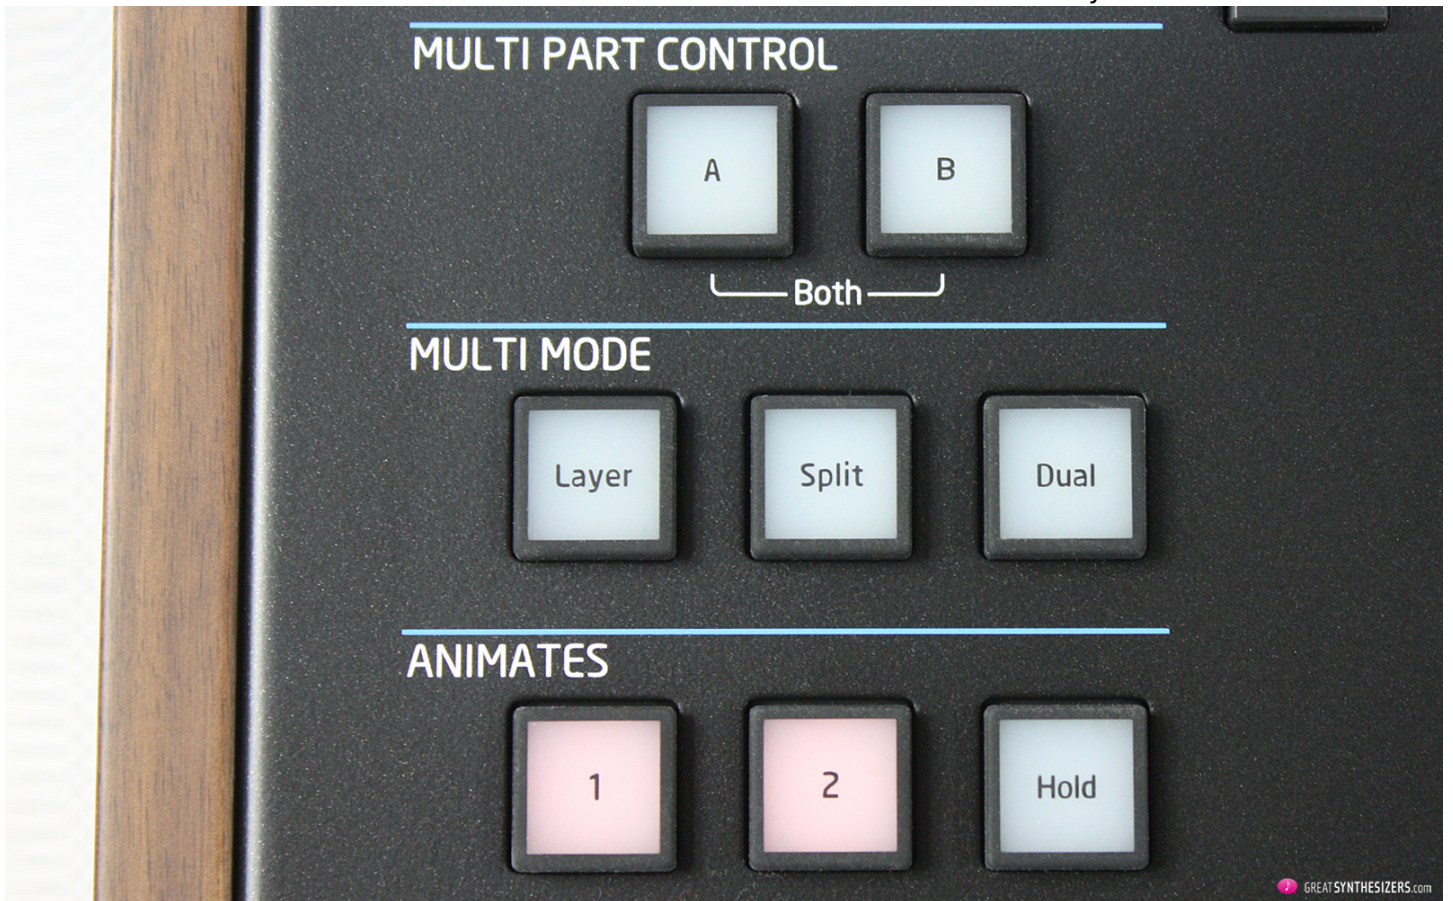 MULTI PART CONTROL
A B
Both
MULTI MODE
Layer Split Dual
ANIMATES
1 2 Hold
GREATSYNTHESIZERS.com